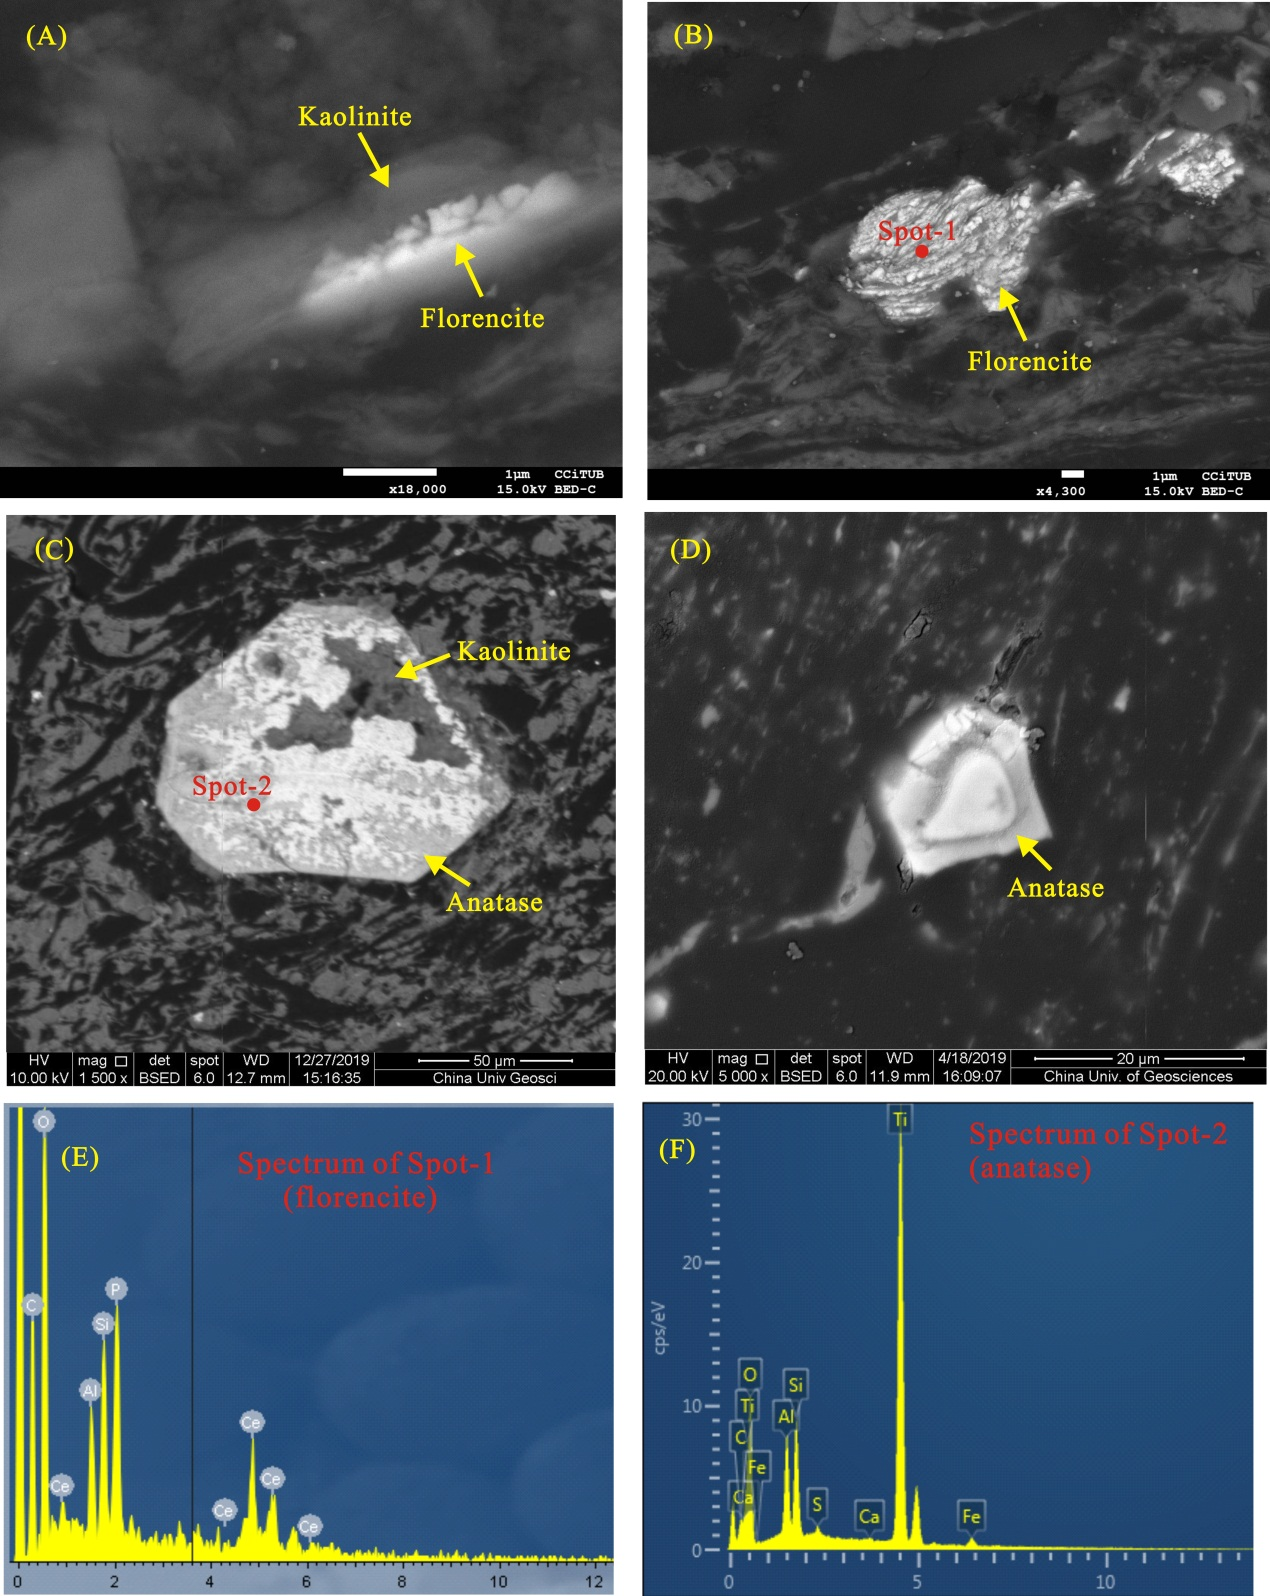 (A)
Kaolinite
Florencite
1μm CCiTUB
x18,000 15.0kV BED-C
(B)
Spot-1
Florencite
1μm CCiTUB
x4,300 15.0kV BED-C
(C)
Kaolinite
Spot-2
Anatase
HV mag det spot WD 12/27/2019 50 μm
10.00 kV 1 500 x BSED 6.0 12.7 mm 15:16:35 China Univ Geosci
(D)
Anatase
HV mag det spot WD 4/18/2019 20 μm
20.00 kV 5 000 x BSED 6.0 11.9 mm 16:09:07 China Univ. of Geosciences
(E)
Spectrum of Spot-1
(florencite)
O
C
P
Si
Al
Ce
Ce
Ce
Ce
Ce
0 2 4 6 8 10 12
(F)
Spectrum of Spot-2
(anatase)
Ti
30
20
10
0
cps/eV
O
Ti
C
Fe
Ca
Si
Al
S
Ca
Fe
0 5 10